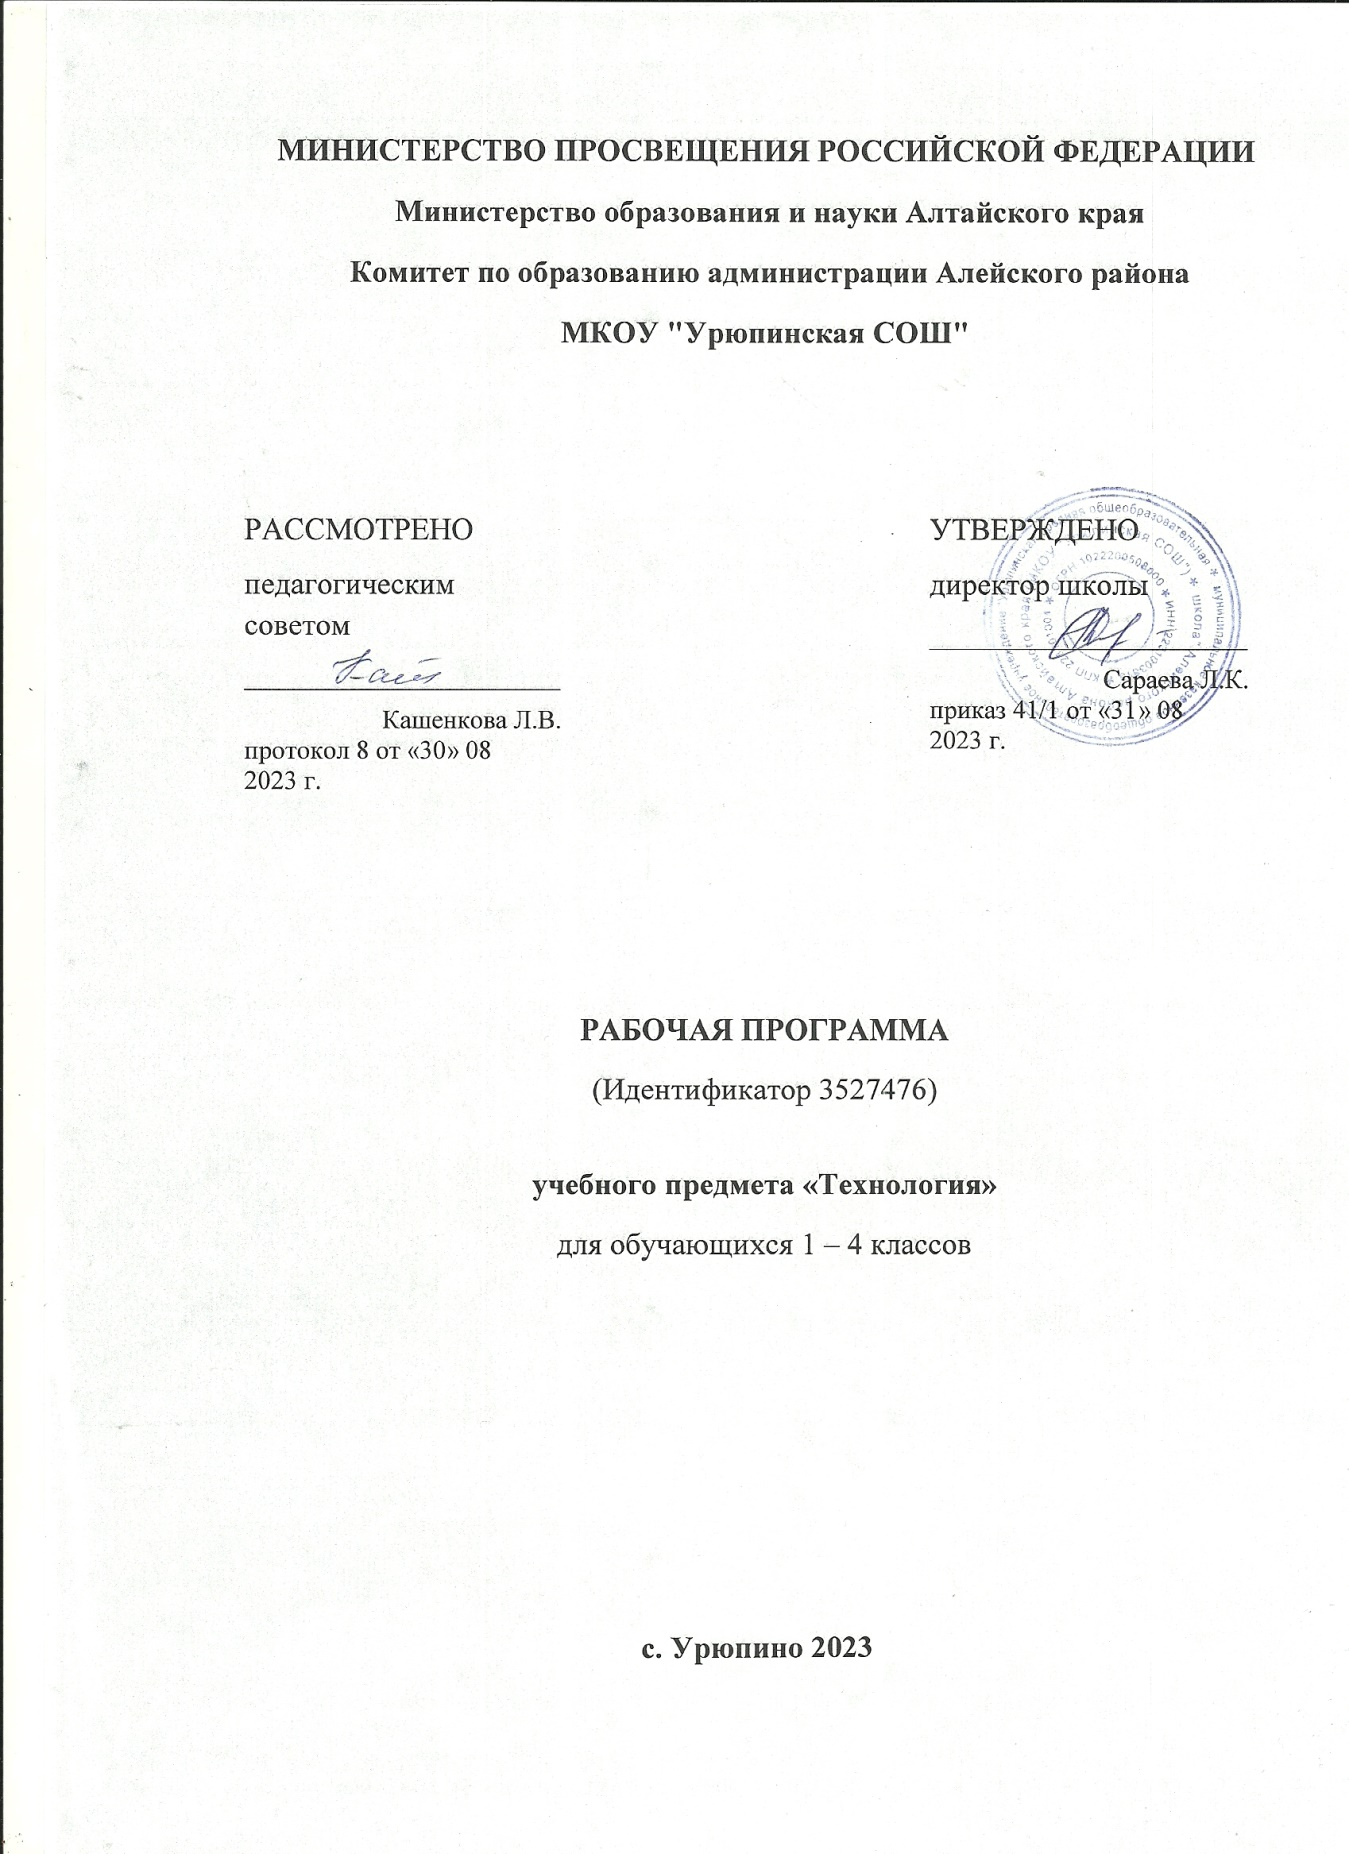 МИНИСТЕРСТВО ПРОСВЕЩЕНИЯ РОССИЙСКОЙ ФЕДЕРАЦИИ
Министерство образования и науки Алтайского края
Комитет по образованию администрации Алейского района
МКОУ "Урюпинская СОШ"
РАССМОТРЕНО
педагогическим
советом
Кашенкова Л.В.
протокол 8 от «30» 08
2023 г.
УТВЕРЖДЕНО
директор школы
Сараева Л.К.
приказ 41/1 от «31» 08
2023 г.
РАБОЧАЯ ПРОГРАММА
(Идентификатор 3527476)
учебного предмета «Технология»
для обучающихся 1 – 4 классов
с. Урюпино 2023